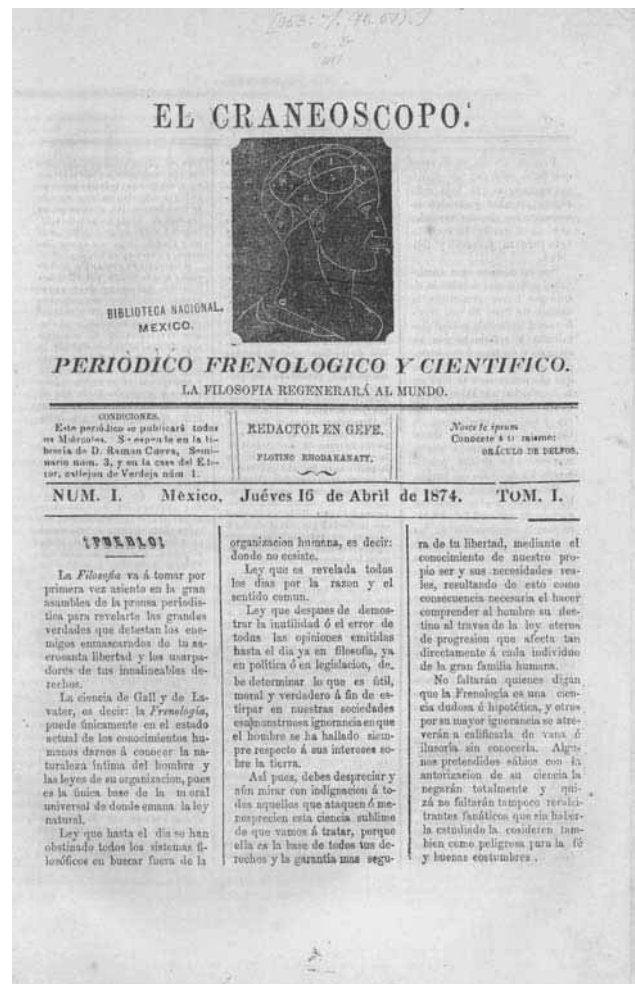 EL CRANEOSCOPO.
BIBLIOTECA NACIONAL.
MEXICO.
PERIÓDICO FRENOLOGICO Y CIENTIFICO.
LA FILOSOFIA REGENERARÁ AL MUNDO.
CONDICIONES.
Este periódico se publicará todos
os Miércoles. Se espende en la li-
breria de D. Ramon Cueva, Semi-
nario num. 3, y en la casa del Edi-
tor, callejon de Verdeja núm 1.
REDACTOR EN GEFE.
PLOTINO RHODAKANATY.
Nosce te ipsum
Conócete á tí mismo:
ORÁCULO DE DELFOS.
NUM. I. México, Juéves 16 de Abril de 1874. TOM. I.
¡PUEBLO!
La Filosofia va á tomar por
primera vez asiento en la gran
asamblea de la prensa periodís-
tica para revelarte las grandes
verdades que detestan los ene-
migos enmascarados de tu sa-
crosanta libertad y los usurpa-
dores de tus inalineables de-
rechos.
La ciencia de Gall y de La-
vater, es decir: la Frenología,
puede únicamente en el estado
actual de los conocimientos hu-
manos darnos á conocer la na-
turaleza íntima del hombre y
las leyes de su organizacion, pues
es la única base de la moral
universal de donde emana la ley
natural.
Ley que hasta el dia se han
obstinado todos los sistemas fi-
losóficos en buscar fuera de la
organizacion humana, es decir:
donde no ecsiste.
Ley que es revelada todos
los dias por la razon y el
sentido comun.
Ley que despues de demos-
trar la inutilidad ó el error de
todas las opiniones emitidas
hasta el dia ya en filosofia, ya
en política ó en legislacion, de-
be determinar lo que es útil,
moral y verdadero á fin de es-
tirpar en nuestras sociedades
esa monstruosa ignorancia en que
el hombre se ha hallado siem-
pre respecto á sus intereses so-
bre la tierra.
Así pues, debes despreciar y
aún mirar con indignacion á to-
dos aquellos que ataquen ó me-
nosprecien esta ciencia sublime
de que vamos á tratar, porque
ella es la base de todos tus de-
rechos y la garantía mas segu-
ra de tu libertad, mediante el
conocimiento de nuestro pro-
pio ser y sus necesidades rea-
les, resultando de esto como
consecuencia necesaria el hacer
comprender al hombre su des-
tino al traves de la ley eterna
de progresion que afecta tan
directamente á cada individuo
de la gran familia humana.
No faltarán quienes digan
que la Frenología es una cien-
cia dudosa ó hipotética, y otros
por su mayor ignorancia se atre-
verán a calificarla de vana é
ilusoria sin conocerla. Algu-
nos pretendidos sábios con la
autorizacion de su ciencia la
negarán totalmente y qui-
zá no faltarán tampoco recalci-
trantes fanáticos que sin haber-
la estudiado la cosideren tam-
bien como peligrosa para la fé
y buenas costumbres.